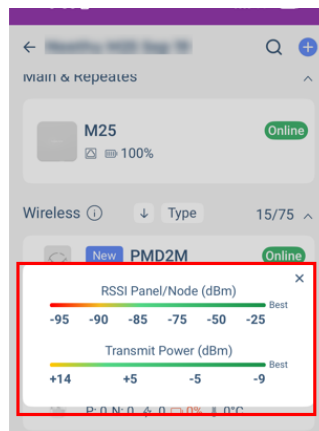 Main & Repeates
M25
100%
Online
Wireless
Type
15/75
New PMD2M
Online
RSSI Panel/Node (dBm)
Best
-95 -90 -85 -75 -50 -25
Transmit Power (dBm)
Best
+14 +5 -5 -9
P: 0 N: 0 0 0% 0°C